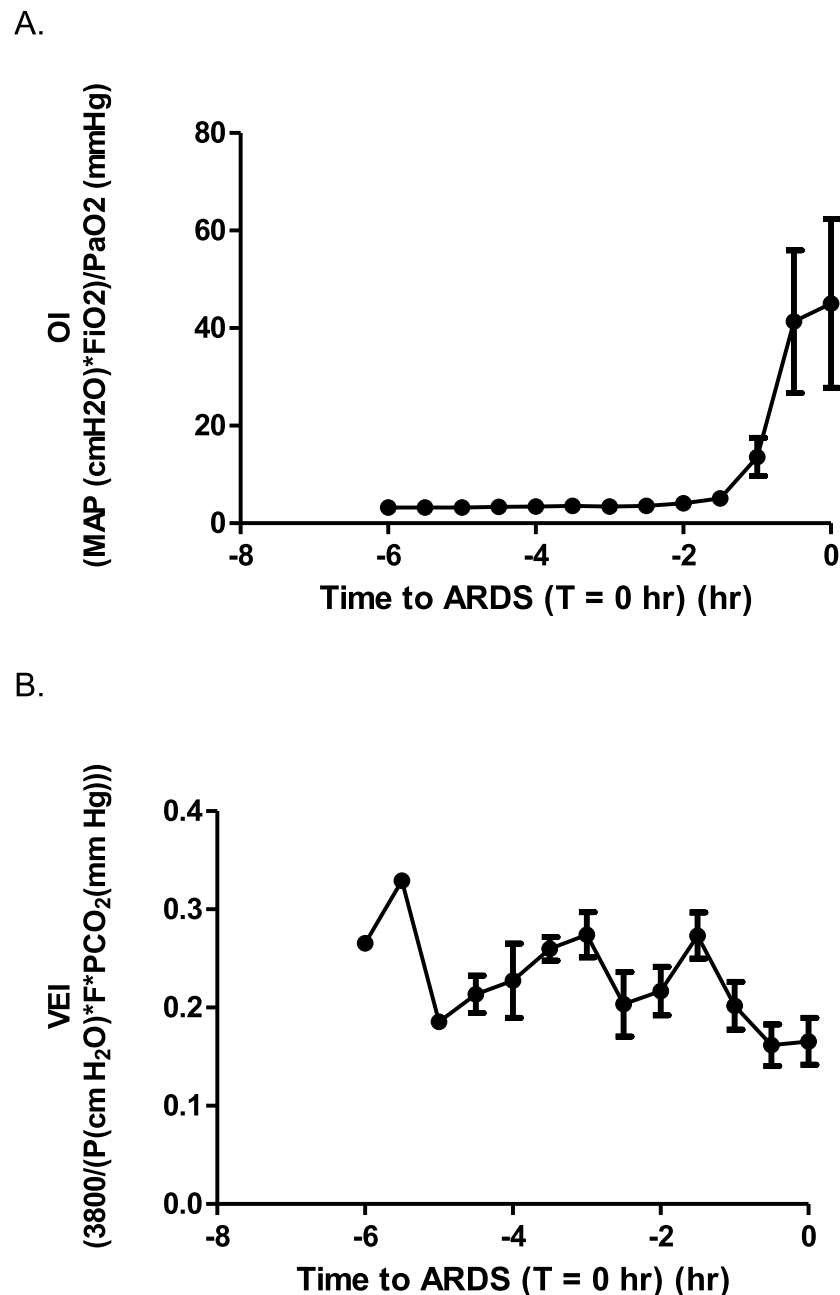 A.
OI
(MAP (cmH2O)*FiO2)/PaO2 (mmHg)
80
60
40
20
0
-8
-6
-4
-2
0
Time to ARDS (T = 0 hr) (hr)
B.
VEI
(3800/(P(cm H₂O)*F*PCO₂(mm Hg)))
0.4
0.3
0.2
0.1
0.0
-8
-6
-4
-2
0
Time to ARDS (T = 0 hr) (hr)